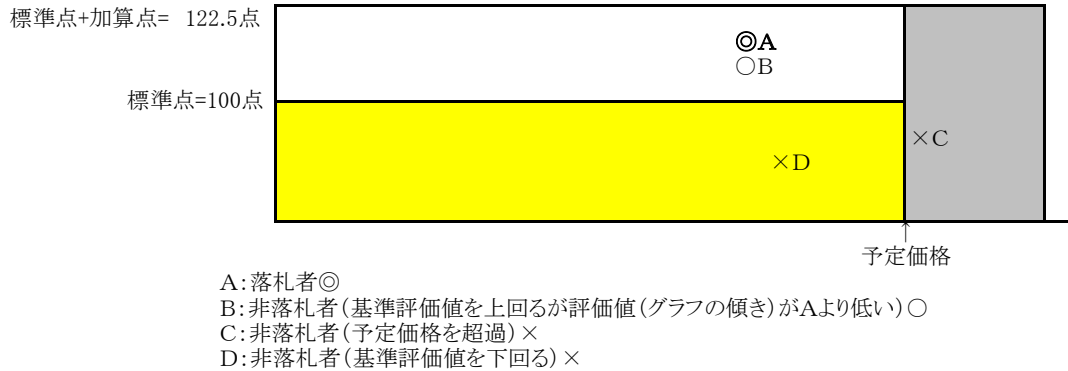 標準点+加算点= 122.5点
◎A
○B
標準点=100点
×C
×D
↑
予定価格
A:落札者◎
B:非落札者(基準評価値を上回るが評価値(グラフの傾き)がAより低い)○
C:非落札者(予定価格を超過)×
D:非落札者(基準評価値を下回る)×